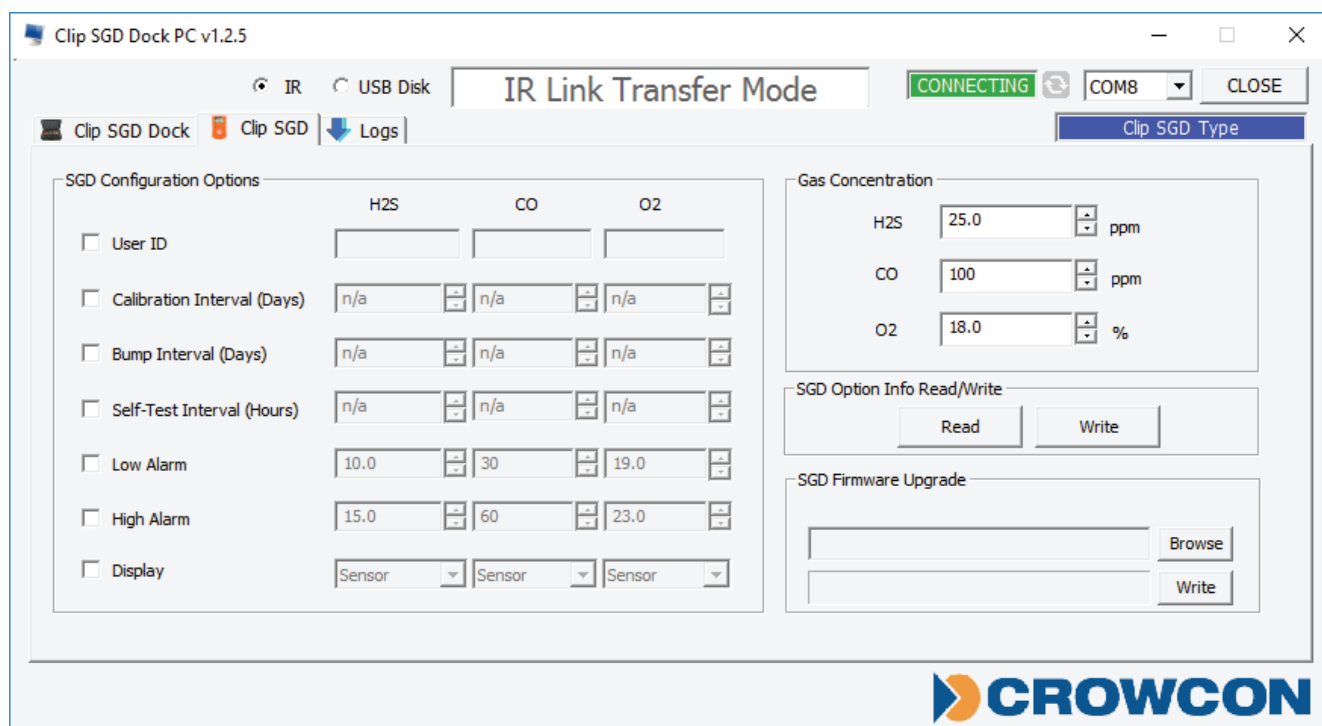 Clip SGD Dock PC v1.2.5
IR USB Disk IR Link Transfer Mode CONNECTING COM8 CLOSE
Clip SGD Dock Clip SGD Logs Clip SGD Type
SGD Configuration Options
H2S CO O2
User ID
Calibration Interval (Days) n/a n/a n/a
Bump Interval (Days) n/a n/a n/a
Self-Test Interval (Hours) n/a n/a n/a
Low Alarm 10.0 30 19.0
High Alarm 15.0 60 23.0
Display Sensor Sensor Sensor
Gas Concentration
H2S 25.0 ppm
CO 100 ppm
O2 18.0 %
SGD Option Info Read/Write
Read Write
SGD Firmware Upgrade
Browse
Write
CROWCON